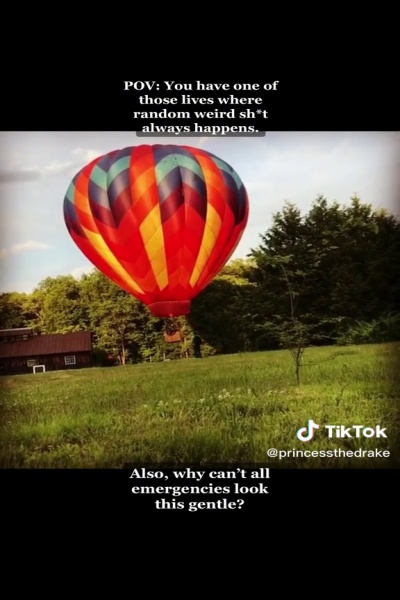 POV: You have one of
those lives where
random weird sh*t
always happens.
TikTok
@princessthedrake
Also, why can't all
emergencies look
this gentle?